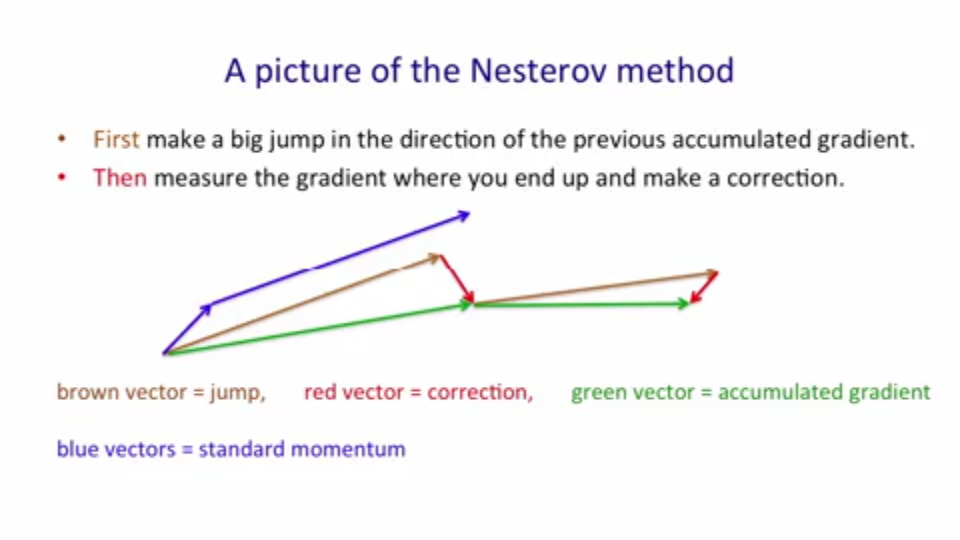 A picture of the Nesterov method
• First make a big jump in the direction of the previous accumulated gradient.
• Then measure the gradient where you end up and make a correction.
brown vector = jump, red vector = correction, green vector = accumulated gradient
blue vectors = standard momentum